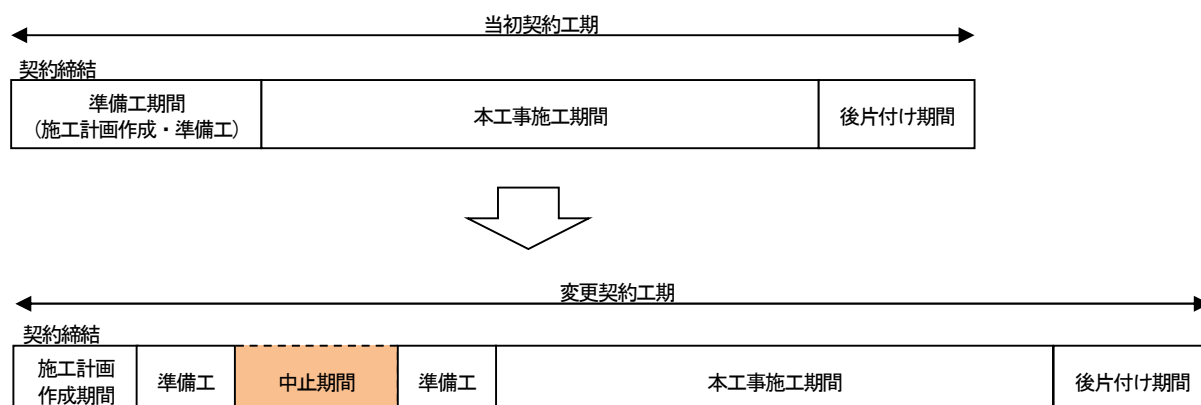 当初契約工期
契約締結
準備工期間
（施工計画作成・準備工）
本工事施工期間
後片付け期間
変更契約工期
契約締結
施工計画
作成期間
準備工
中止期間
準備工
本工事施工期間
後片付け期間